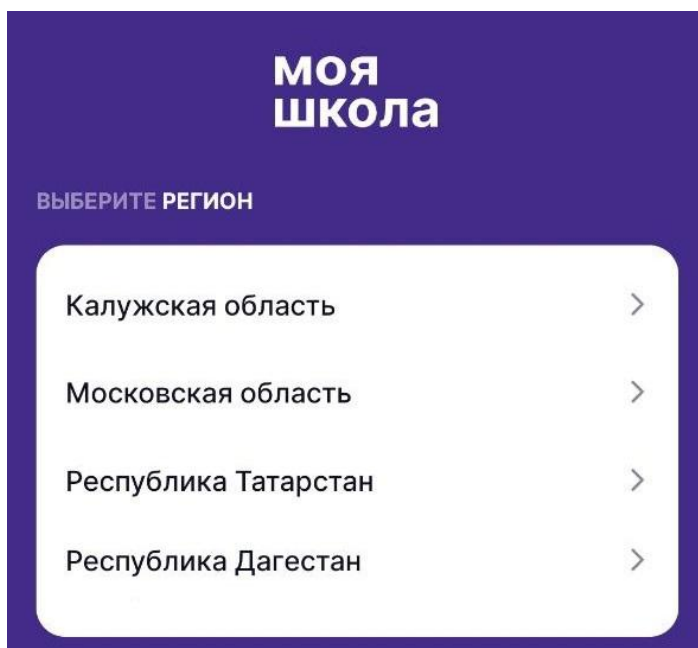 моя
школа
ВЫБЕРИТЕ РЕГИОН
Калужская область
Московская область
Республика Татарстан
Республика Дагестан